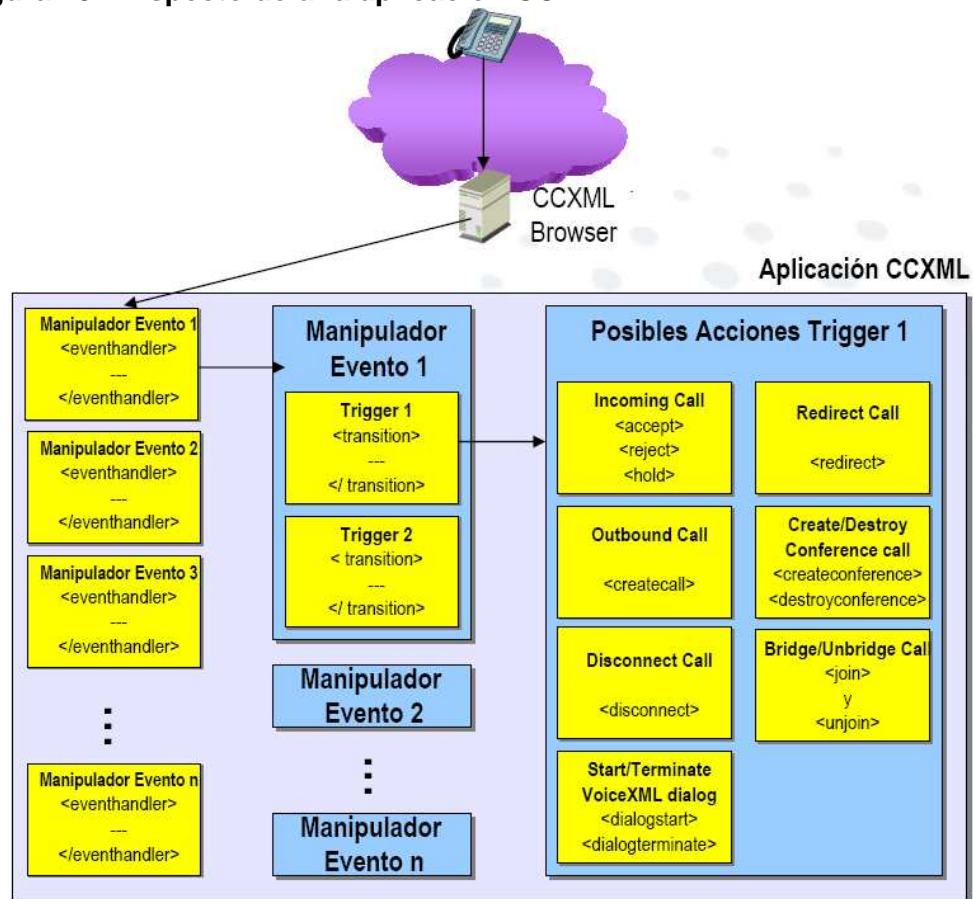 CCXML
Browser
Aplicación CCXML
Manipulador Evento 1
<eventhandler>
---
</eventhandler>
Manipulador Evento 2
<eventhandler>
---
</eventhandler>
Manipulador Evento 3
<eventhandler>
---
</eventhandler>
Manipulador Evento n
<eventhandler>
---
</eventhandler>
Manipulador
Evento 1
Trigger 1
<transition>
---
</ transition>
Trigger 2
< transition>
---
</ transition>
Manipulador
Evento 2
Manipulador
Evento n
Posibles Acciones Trigger 1
Incoming Call
<accept>
<reject>
<hold>
Redirect Call
<redirect>
Outbound Call
<createcall>
Create/Destroy
Conference call
<createconference>
<destroyconference>
Disconnect Call
<disconnect>
Bridge/Unbridge Call
<join>
y
<unjoin>
Start/Terminate
VoiceXML dialog
<dialogstart>
<dialogterminate>